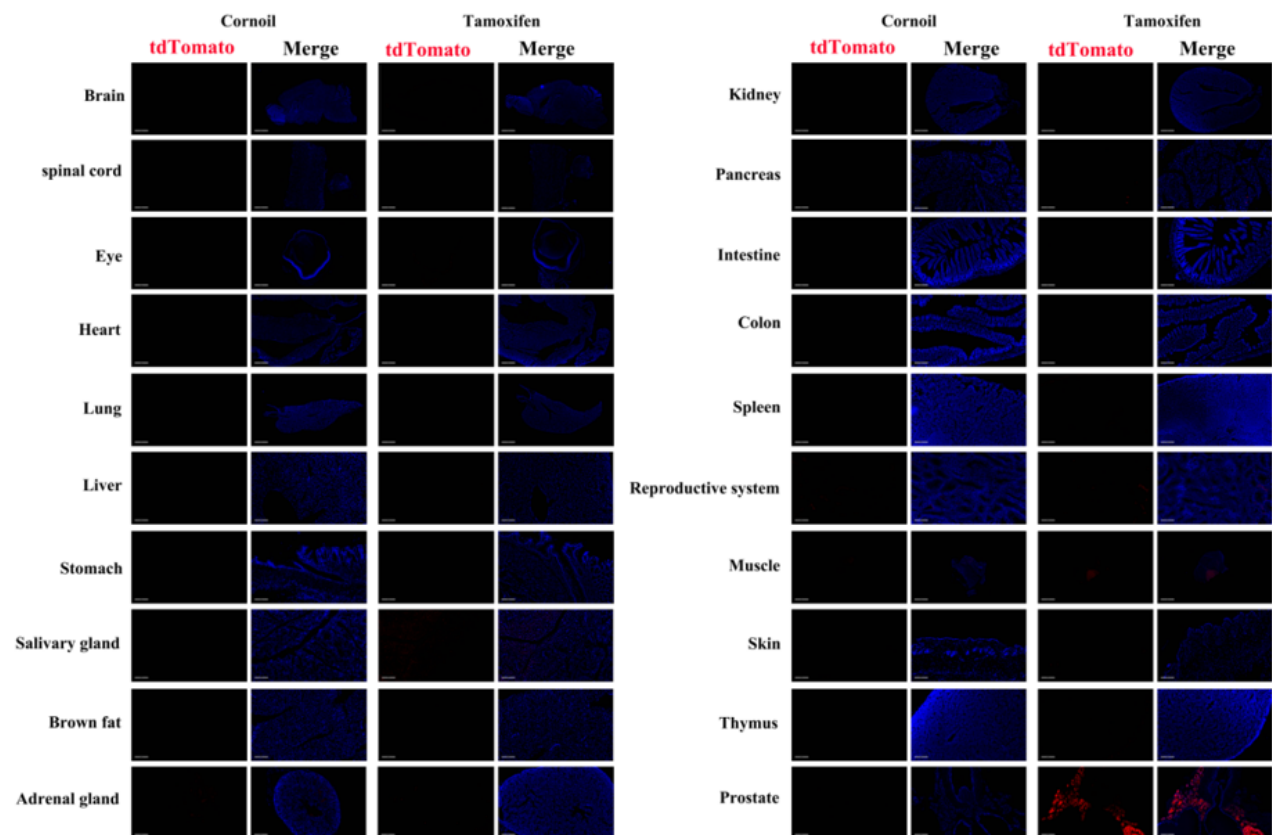 Cornoil Tamoxifen
tdTomato Merge tdTomato Merge
Brain
spinal cord
Eye
Heart
Lung
Liver
Stomach
Salivary gland
Brown fat
Adrenal gland
Cornoil Tamoxifen
tdTomato Merge tdTomato Merge
Kidney
Pancreas
Intestine
Colon
Spleen
Reproductive system
Muscle
Skin
Thymus
Prostate